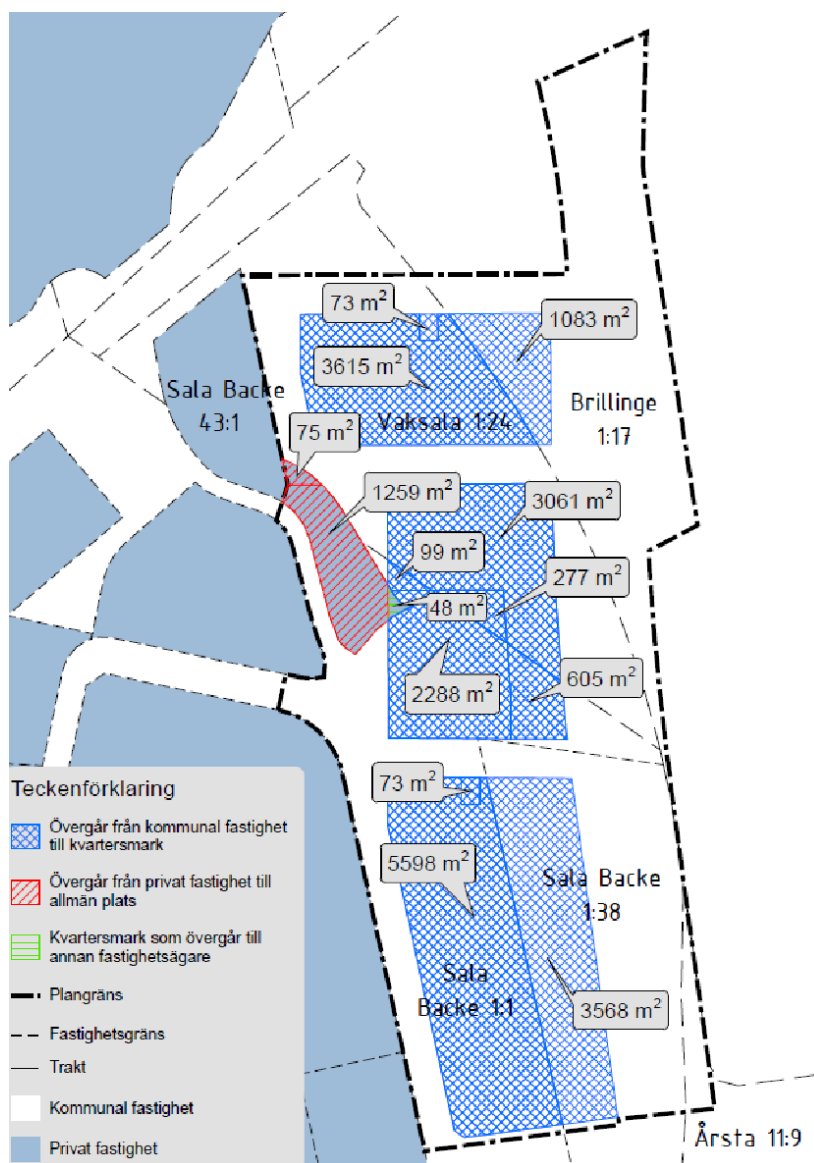 73 m²
1083 m²
3615 m²
Sala Backe
43:1
Vaksala 1:24
Brillinge
1:17
75 m²
1259 m²
3061 m²
99 m²
277 m²
48 m²
2288 m²
605 m²
73 m²
5598 m²
Sala Backe
1:38
Sala
Backe 1:1
3568 m²
Årsta 11:9
Teckenförklaring
Övergår från kommunal fastighet
till kvartersmark
Övergår från privat fastighet till
allmän plats
Kvartersmark som övergår till
annan fastighetsägare
Plangräns
Fastighetsgräns
Trakt
Kommunal fastighet
Privat fastighet